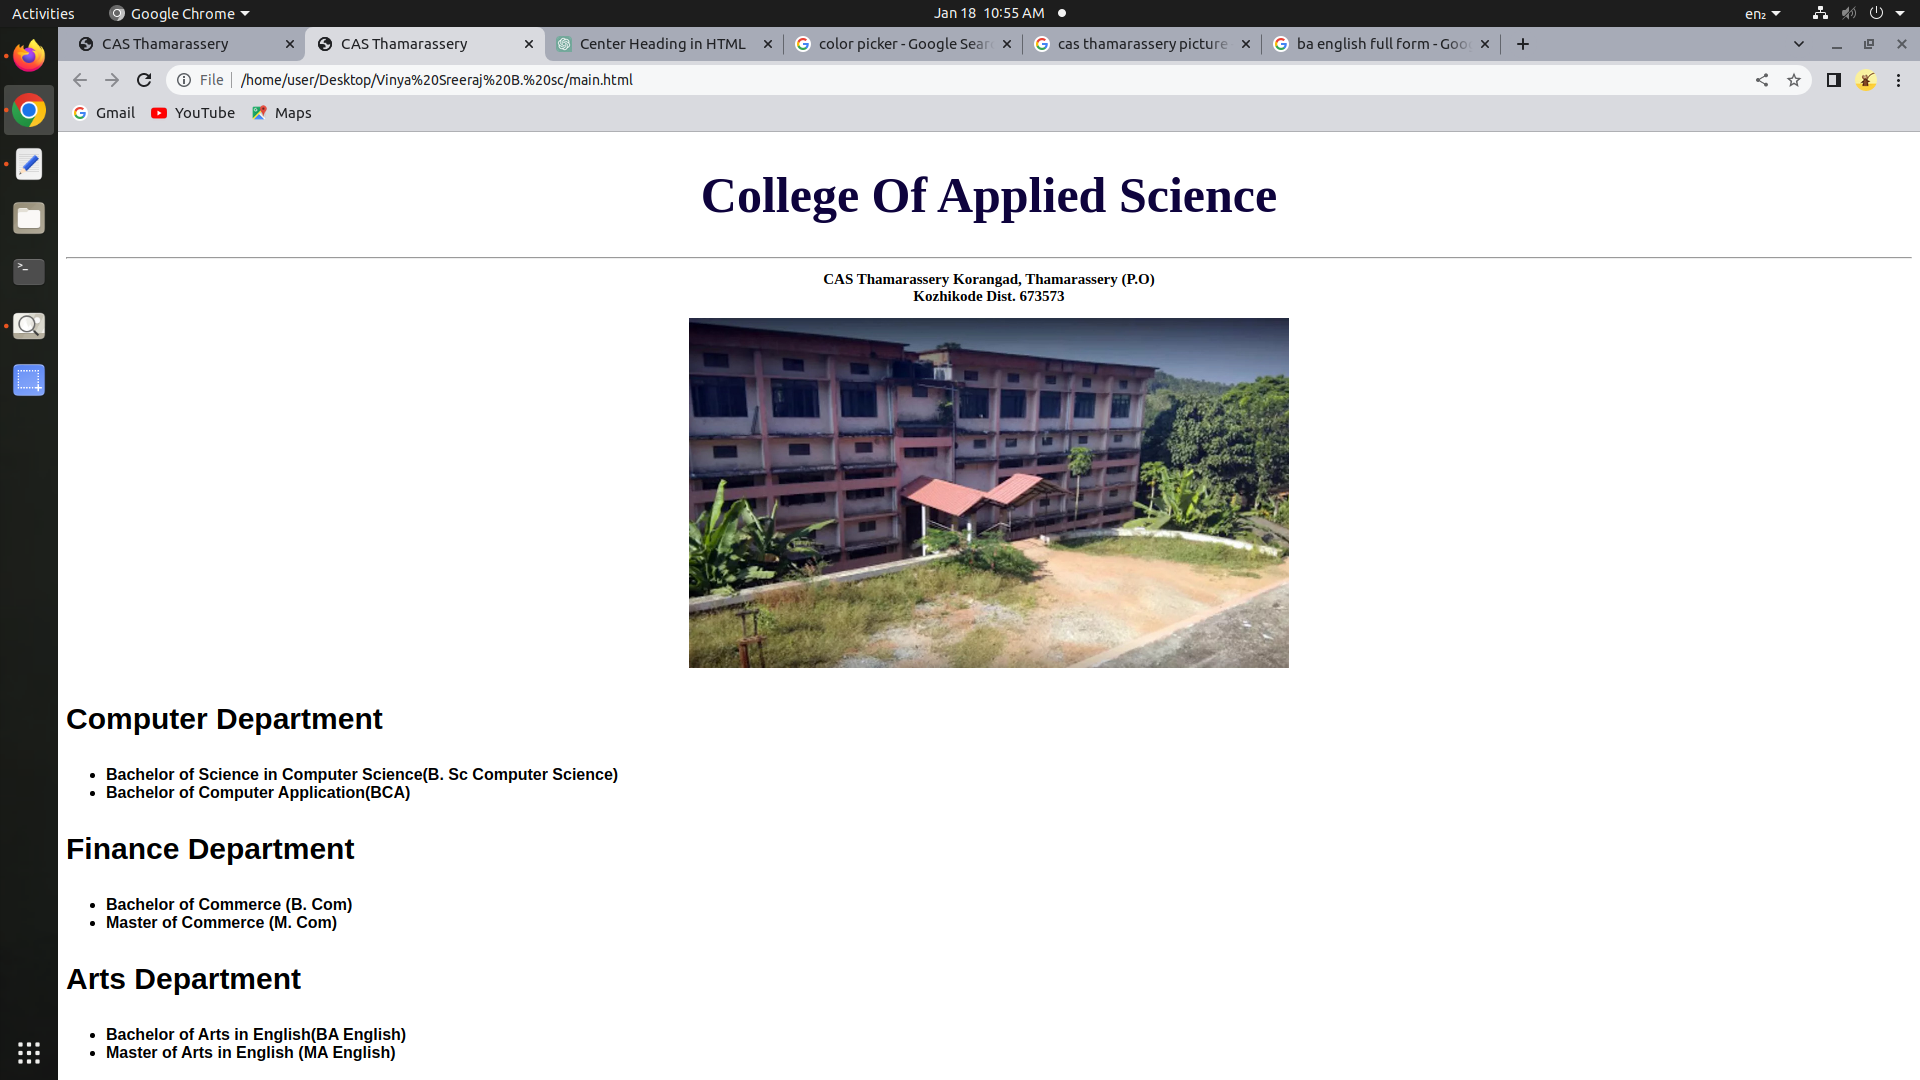 Activities
Google Chrome
Jan 18 10:55 AM
en₂
CAS Thamarassery
CAS Thamarassery
Center Heading in HTML
color picker - Google Sear
cas thamarassery picture
ba english full form - Goo
File
/home/user/Desktop/Vinya%20Sreeraj%20B.%20sc/main.html
Gmail
YouTube
Maps
College Of Applied Science
CAS Thamarassery Korangad, Thamarassery (P.O)
Kozhikode Dist. 673573
Computer Department
Bachelor of Science in Computer Science(B. Sc Computer Science)
Bachelor of Computer Application(BCA)
Finance Department
Bachelor of Commerce (B. Com)
Master of Commerce (M. Com)
Arts Department
Bachelor of Arts in English(BA English)
Master of Arts in English (MA English)